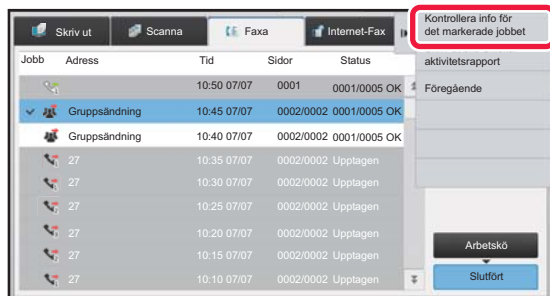 Skriv ut Scanna Faxa Internet-Fax
Kontrollera info för
det markerade jobbet
aktivitetsrapport
Föregående
Jobb Adress Tid Sidor Status
10:50 07/07 0001 0001/0005 OK
Gruppsändning 10:45 07/07 0002/0002 0001/0005 OK
Gruppsändning 10:40 07/07 0002/0002 0001/0005 OK
27 10:35 07/07 0002/0002 Upptagen
27 10:30 07/07 0002/0002 Upptagen
27 10:25 07/07 0002/0002 Upptagen
27 10:20 07/07 0002/0002 Upptagen
27 10:15 07/07 0002/0002 Upptagen
27 10:10 07/07 0002/0002 Upptagen
Arbetskö
Slutfört